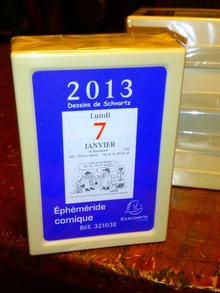 2013
Dessins de Schvartz
Lundi
7
JANVIER
Éphéméride
comique
Réf. 32103E
EXACOMPTA